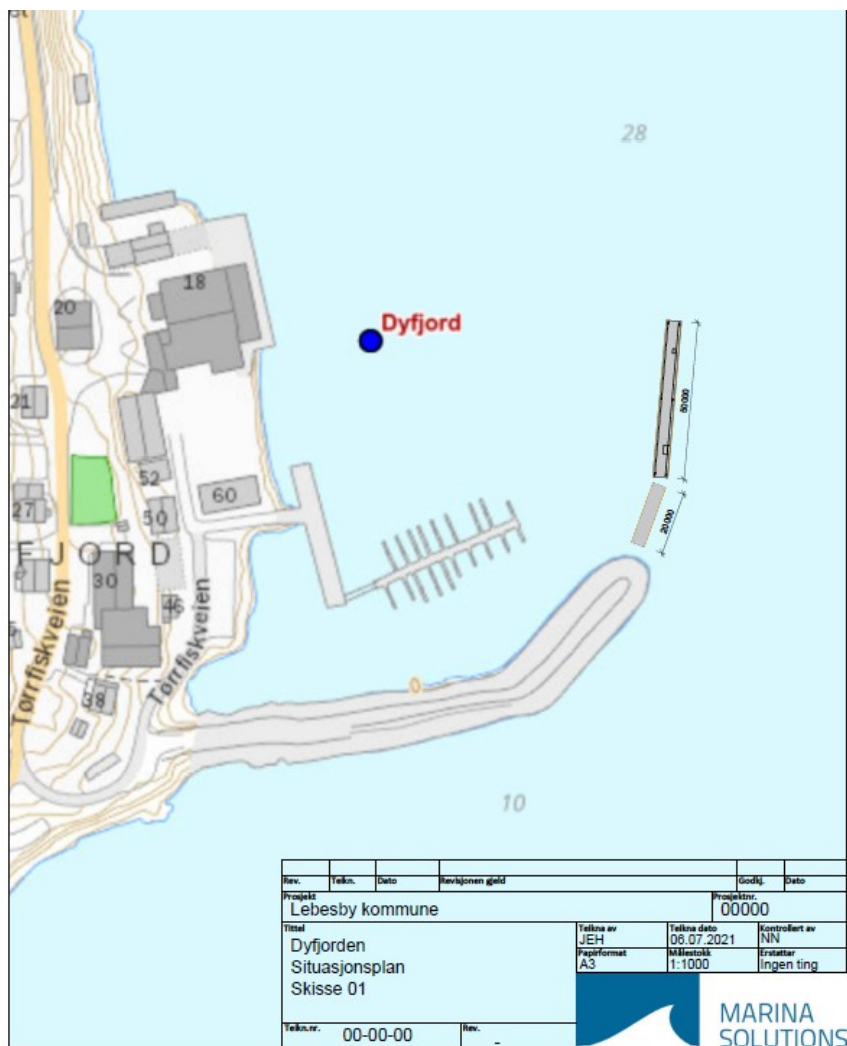 28
18
20
Dyfjord
21
52
60
50
27
FJORD
30
46
38
Tørrfiskveien
Tørrfiskveien
0
10
20000
Rev.
Teikn.
Dato
Revisjonen gjeld
Godkj.
Dato
Prosjekt
Lebesby kommune
Prosjektnr.
00000
Tittel
Dyfjorden
Situasjonsplan
Skisse 01
Teikna av
JEH
Teikna dato
06.07.2021
Kontrollert av
NN
Papirformat
A3
Målestokk
1:1000
Erstattar
Ingen ting
Teikn.nr.
00-00-00
Rev.
-
MARINA
SOLUTIONS